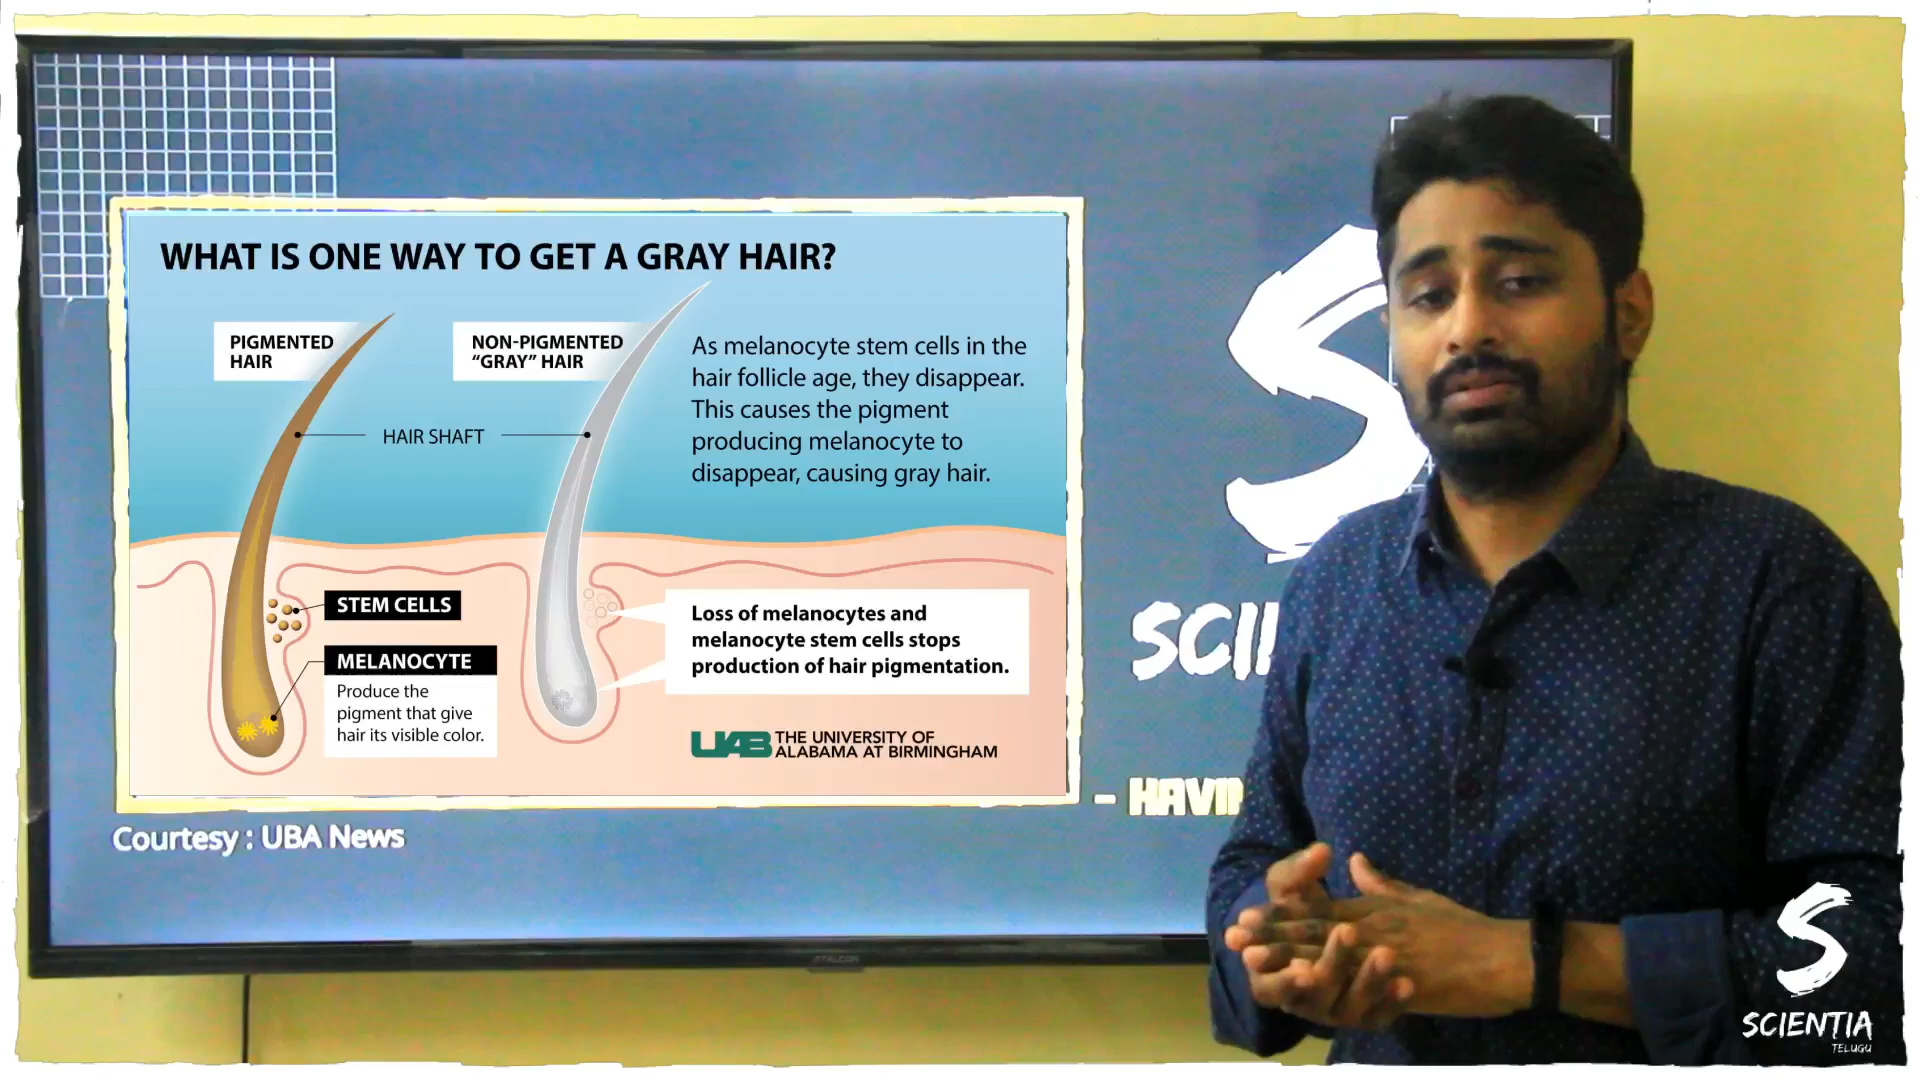 WHAT IS ONE WAY TO GET A GRAY HAIR?
PIGMENTED
HAIR
NON-PIGMENTED
“GRAY” HAIR
HAIR SHAFT
As melanocyte stem cells in the
hair follicle age, they disappear.
This causes the pigment
producing melanocyte to
disappear, causing gray hair.
STEM CELLS
MELANOCYTE
Produce the
pigment that give
hair its visible color.
Loss of melanocytes and
melanocyte stem cells stops
production of hair pigmentation.
UAB THE UNIVERSITY OF
ALABAMA AT BIRMINGHAM
Courtesy : UBA News
S
SCIENTIA
TELUGU